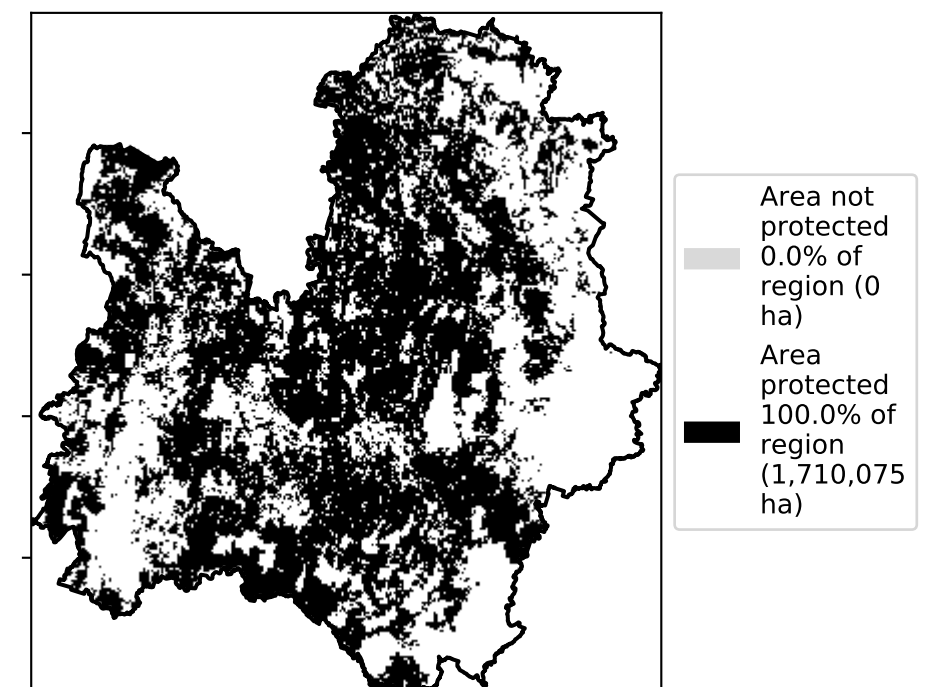 Area not
protected
0.0% of
region (0
ha)
Area
protected
100.0% of
region
(1,710,075
ha)